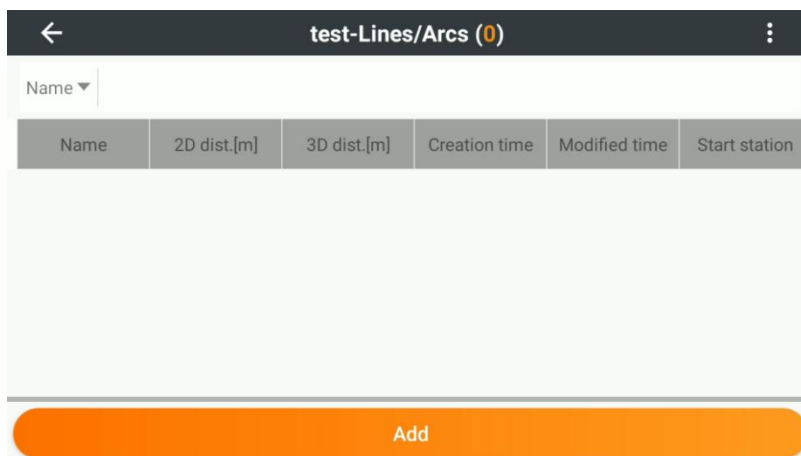 test-Lines/Arcs (0)
Name
Name 2D dist.[m] 3D dist.[m] Creation time Modified time Start station
Add